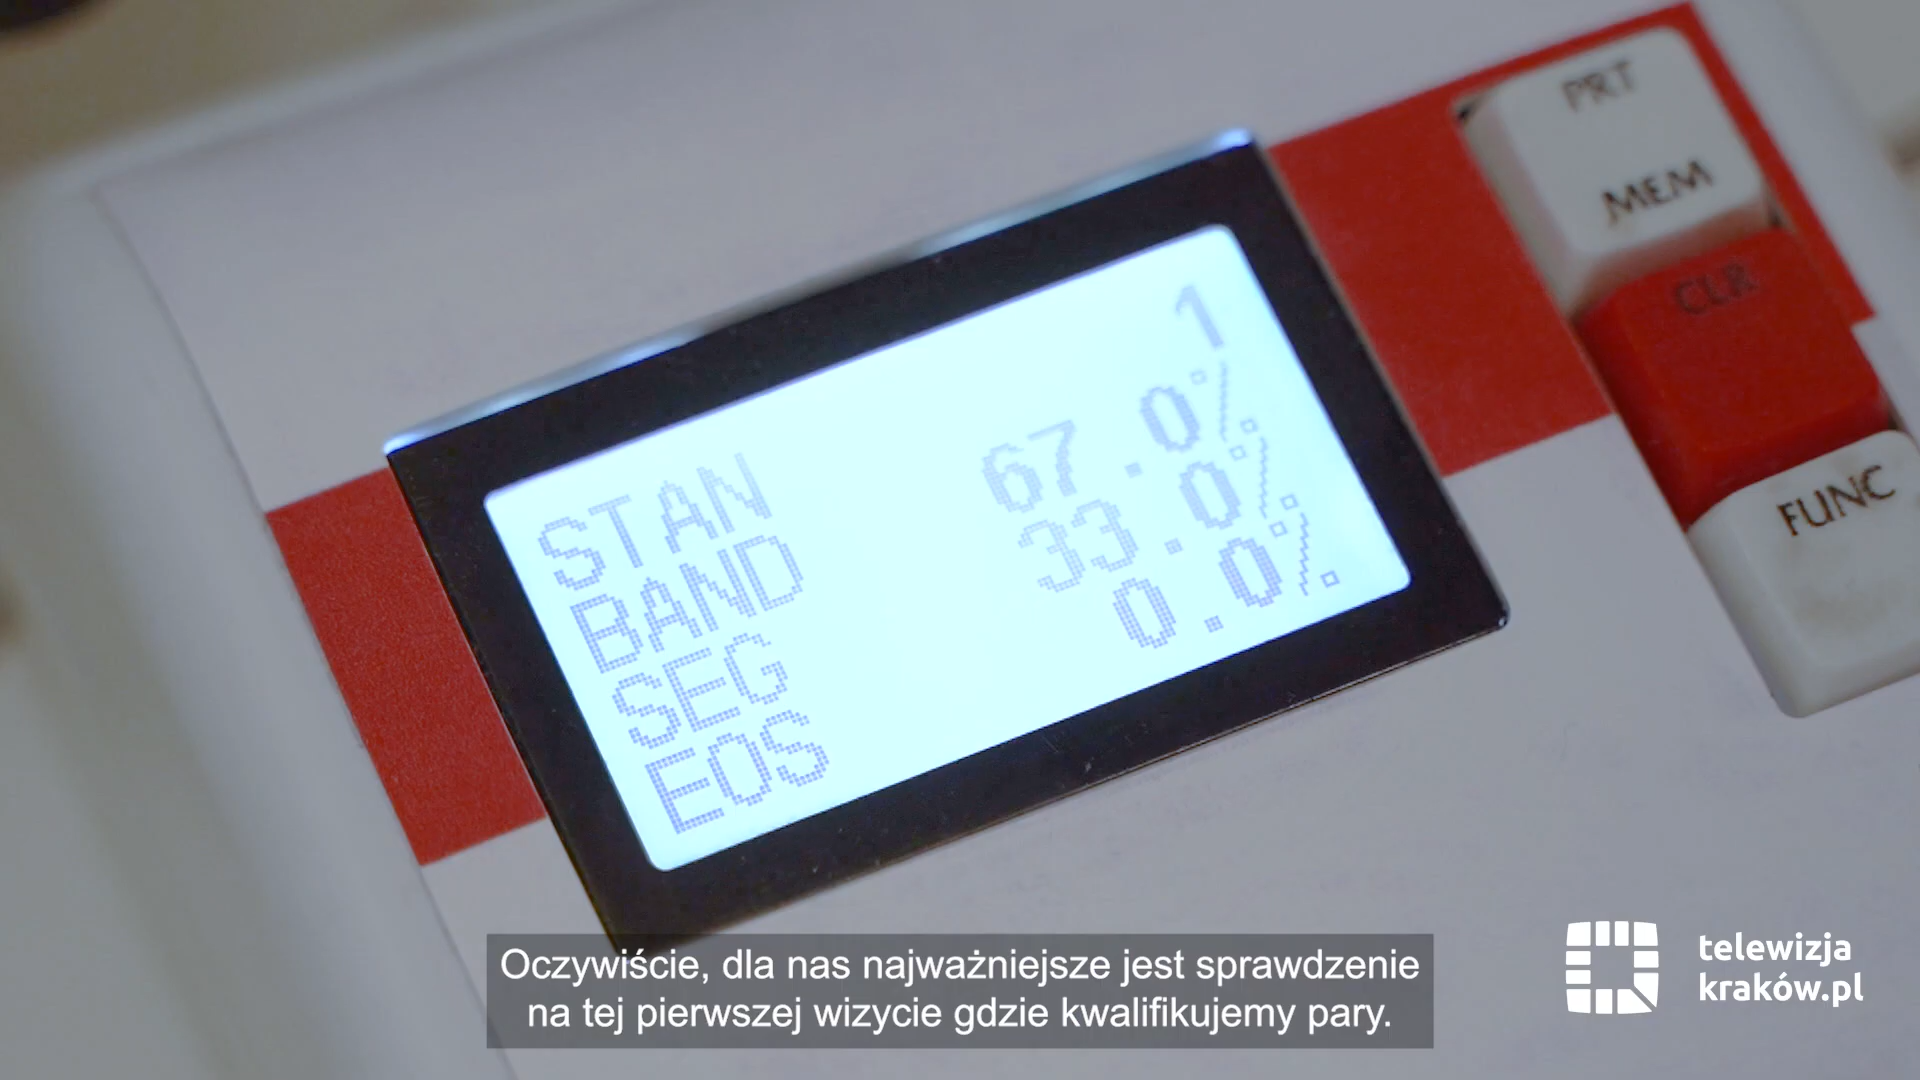 PRT
MEM
CLR
FUNC
1
STAN 67.0%
BAND 33.0%
SEG 0.0%
EOS
Oczywiście, dla nas najważniejsze jest sprawdzenie
na tej pierwszej wizycie gdzie kwalifikujemy pary.
telewizja
kraków.pl